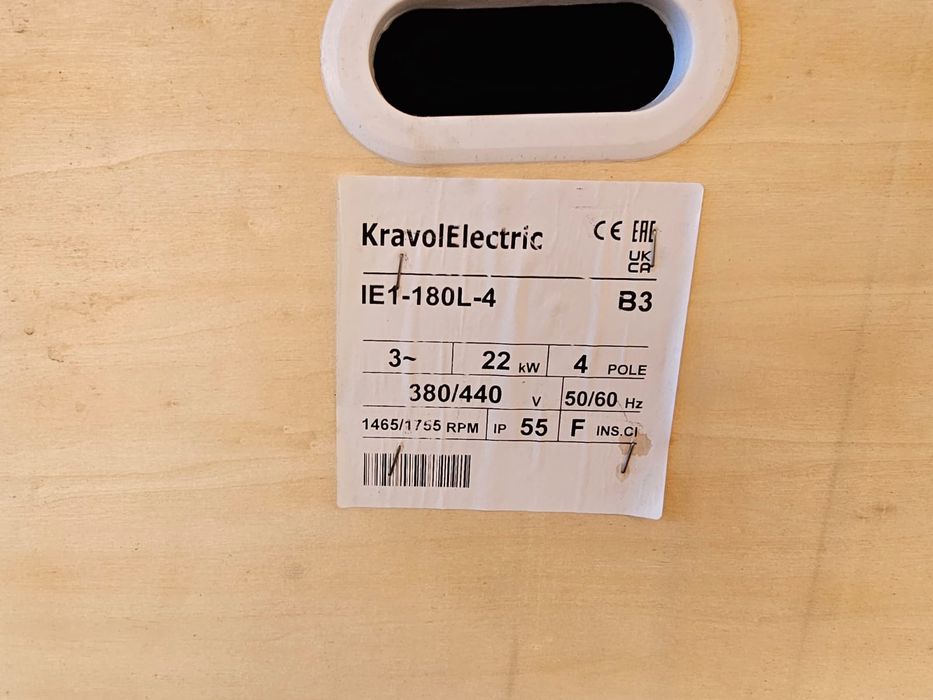 KravolElectric CE EAC
UK
CA
IE1-180L-4 B3
3~ 22 kW 4 POLE
380/440 V 50/60 Hz
1465/1755 RPM IP 55 F INS.Cl